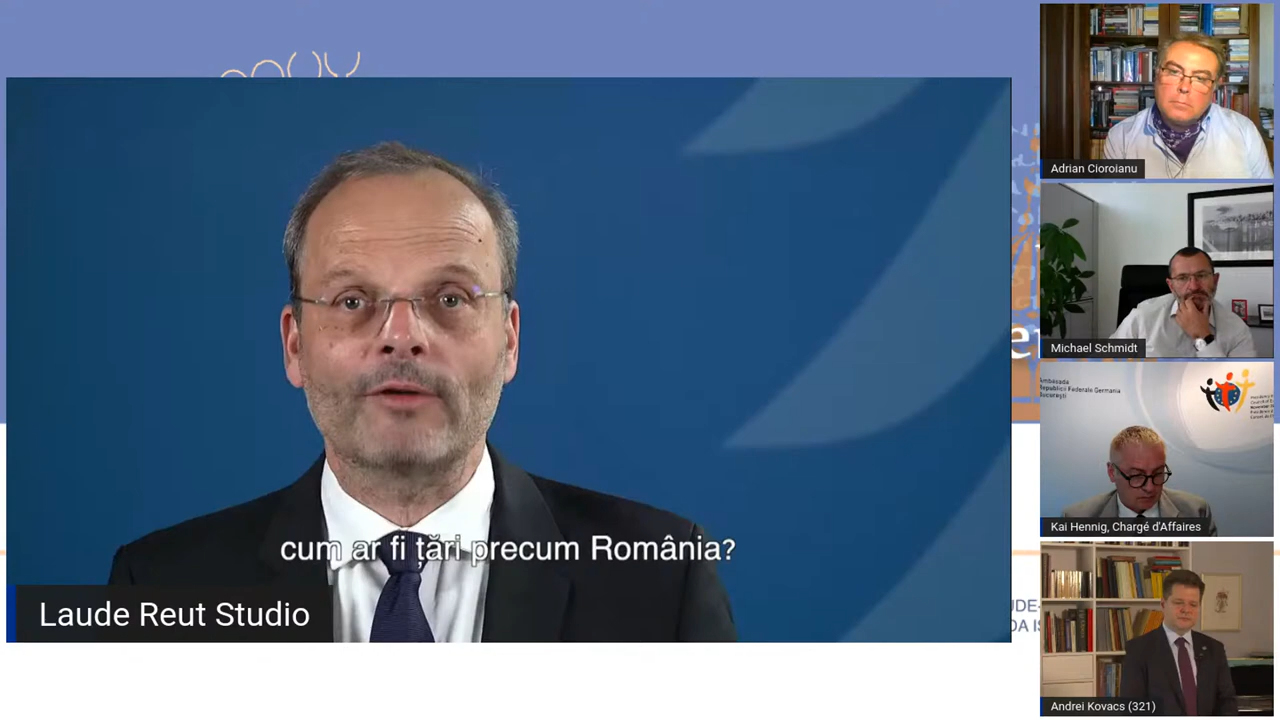 cum ar fi țări precum România?
Laude Reut Studio
Adrian Cioroianu
Michael Schmidt
Ambasada
Republicii Federale Germania
București
Kai Hennig, Chargé d'Affaires
Andrei Kovacs (321)